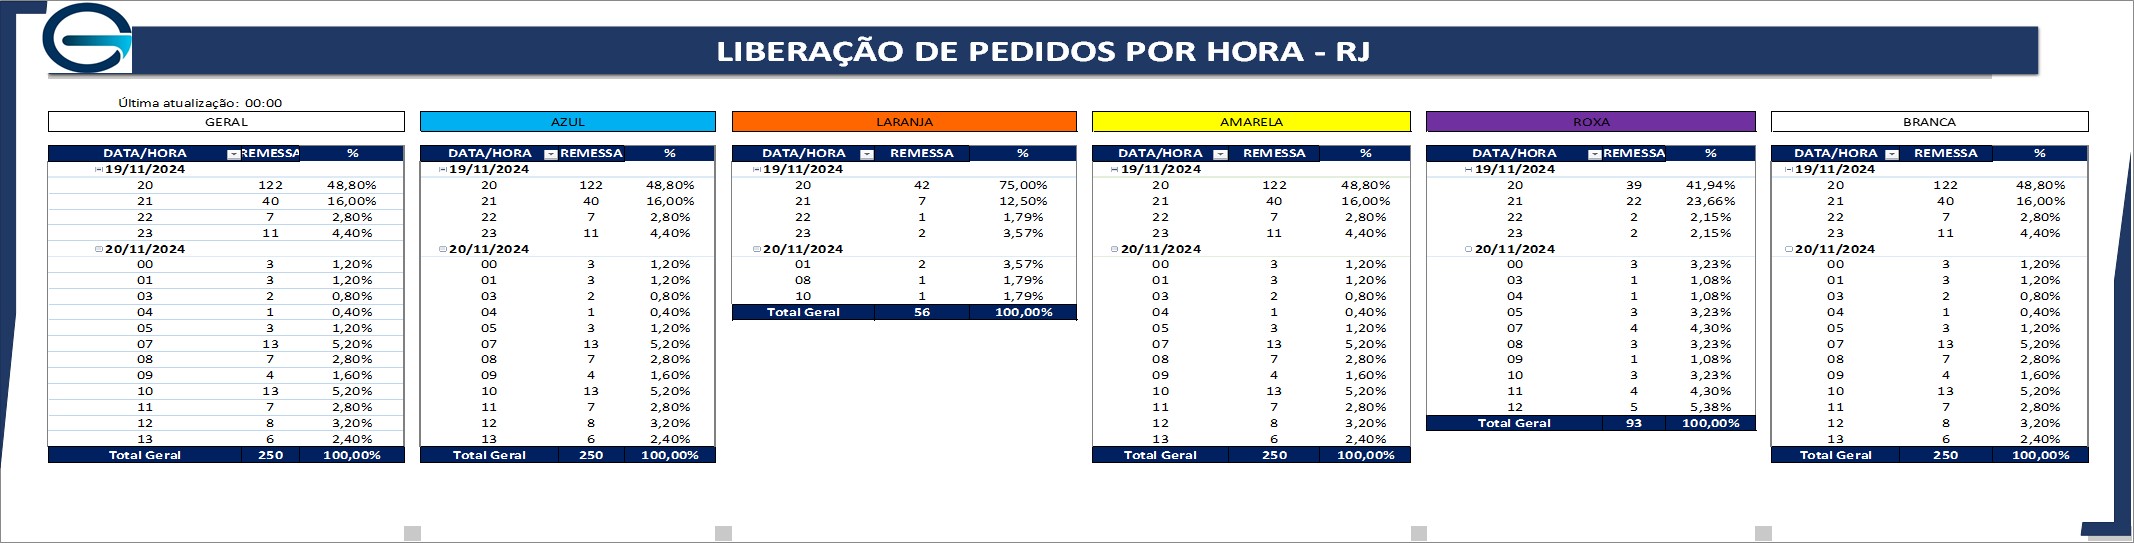 LIBERAÇÃO DE PEDIDOS POR HORA - RJ
Última atualização: 00:00
GERAL AZUL LARANJA AMARELA ROXA BRANCA
DATA/HORA REMESSA % DATA/HORA REMESSA % DATA/HORA REMESSA % DATA/HORA REMESSA % DATA/HORA REMESSA % DATA/HORA REMESSA %
19/11/2024 19/11/2024 19/11/2024 19/11/2024 19/11/2024 19/11/2024
20 122 48,80% 20 122 48,80% 20 42 75,00% 20 122 48,80% 20 39 41,94% 20 122 48,80%
21 40 16,00% 21 40 16,00% 21 7 12,50% 21 40 16,00% 21 22 23,66% 21 40 16,00%
22 7 2,80% 22 7 2,80% 22 1 1,79% 22 7 2,80% 22 2 2,15% 22 7 2,80%
23 11 4,40% 23 11 4,40% 23 2 3,57% 23 11 4,40% 23 2 2,15% 23 11 4,40%
20/11/2024 20/11/2024 20/11/2024 20/11/2024 20/11/2024 20/11/2024
00 3 1,20% 00 3 1,20% 01 2 3,57% 00 3 1,20% 00 3 3,23% 00 3 1,20%
01 3 1,20% 01 3 1,20% 08 1 1,79% 01 3 1,20% 03 1 1,08% 01 3 1,20%
03 2 0,80% 03 2 0,80% 10 1 1,79% 03 2 0,80% 04 1 1,08% 03 2 0,80%
04 1 0,40% 04 1 0,40% Total Geral 56 100,00% 04 1 0,40% 05 3 3,23% 04 1 0,40%
05 3 1,20% 05 3 1,20% 05 3 1,20% 07 4 4,30% 05 3 1,20%
07 13 5,20% 07 13 5,20% 07 13 5,20% 08 3 3,23% 07 13 5,20%
08 7 2,80% 08 7 2,80% 08 7 2,80% 09 1 1,08% 08 7 2,80%
09 4 1,60% 09 4 1,60% 09 4 1,60% 10 3 3,23% 09 4 1,60%
10 13 5,20% 10 13 5,20% 10 13 5,20% 11 4 4,30% 10 13 5,20%
11 7 2,80% 11 7 2,80% 11 7 2,80% 12 5 5,38% 11 7 2,80%
12 8 3,20% 12 8 3,20% 12 8 3,20% Total Geral 93 100,00% 12 8 3,20%
13 6 2,40% 13 6 2,40% 13 6 2,40% 13 6 2,40%
Total Geral 250 100,00% Total Geral 250 100,00% Total Geral 250 100,00% Total Geral 250 100,00%